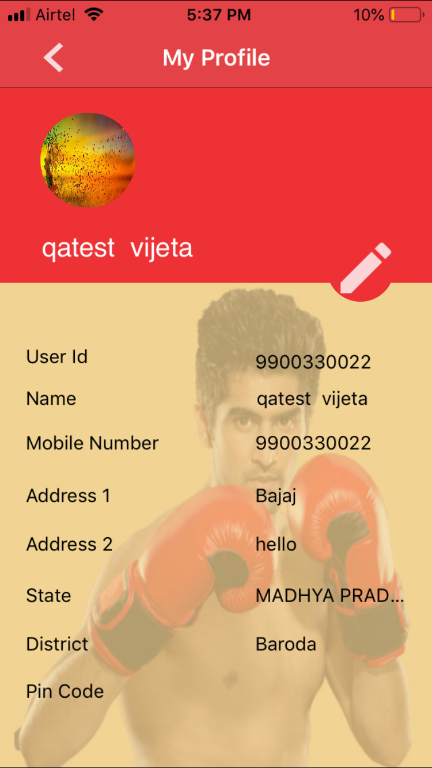 Airtel 5:37 PM 10%
My Profile
qatest vijeta
User Id 9900330022
Name qatest vijeta
Mobile Number 9900330022
Address 1 Bajaj
Address 2 hello
State MADHYA PRAD...
District Baroda
Pin Code